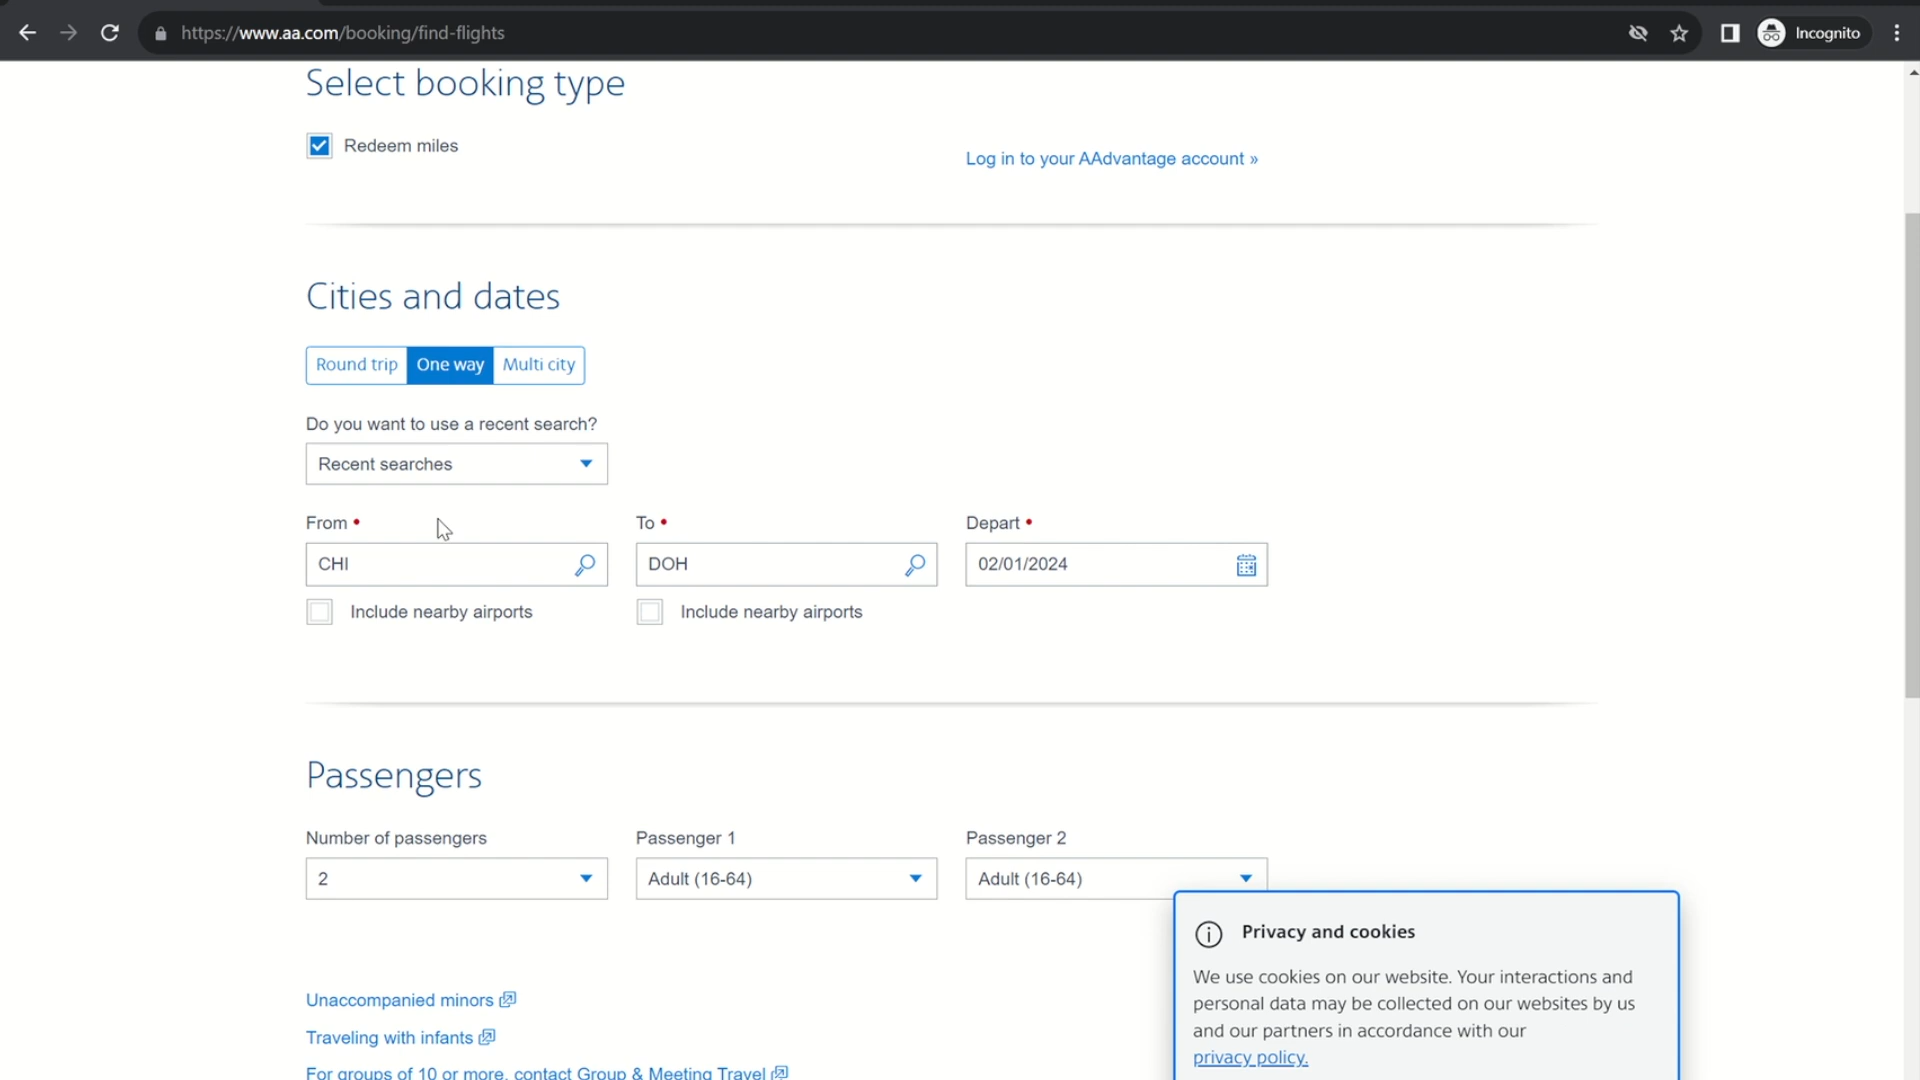 https://www.aa.com/booking/find-flights
Incognito
Select booking type
Redeem miles
Log in to your AAdvantage account »
Cities and dates
Round trip One way Multi city
Do you want to use a recent search?
Recent searches
From • To • Depart •
CHI DOH 02/01/2024
Include nearby airports Include nearby airports
Passengers
Number of passengers Passenger 1 Passenger 2
2 Adult (16-64) Adult (16-64)
Privacy and cookies
We use cookies on our website. Your interactions and
personal data may be collected on our websites by us
and our partners in accordance with our
privacy policy.
Unaccompanied minors
Traveling with infants
For groups of 10 or more, contact Group & Meeting Travel